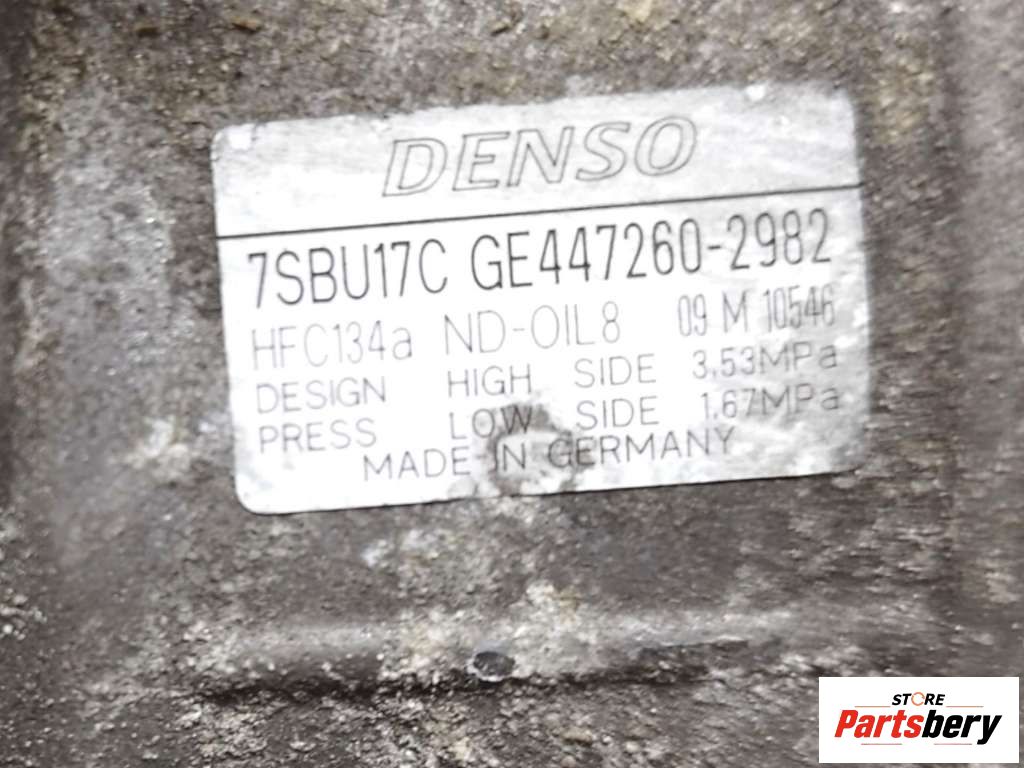 DENSO
7SBU17C GE447260-2982
HFC134a ND-OIL8 09 M 10546
DESIGN HIGH SIDE 3.53MPa
PRESS LOW SIDE 1.67MPa
MADE IN GERMANY
STORE
Partsbery